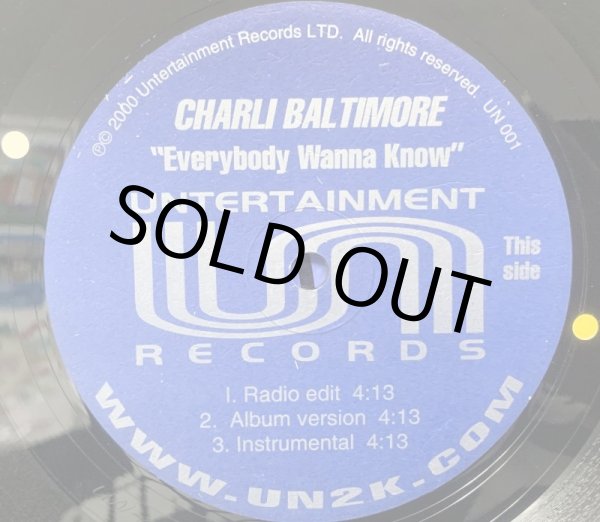 ℗© 2000 Untertainment Records LTD. All rights reserved. UN 001
CHARLI BALTIMORE
"Everybody Wanna Know"
UNTERTAINMENT
un
This
side
SOLD OUT
RECORDS
1. Radio edit 4:13
2. Album version 4:13
3. Instrumental 4:13
WWW.UN2K.COM